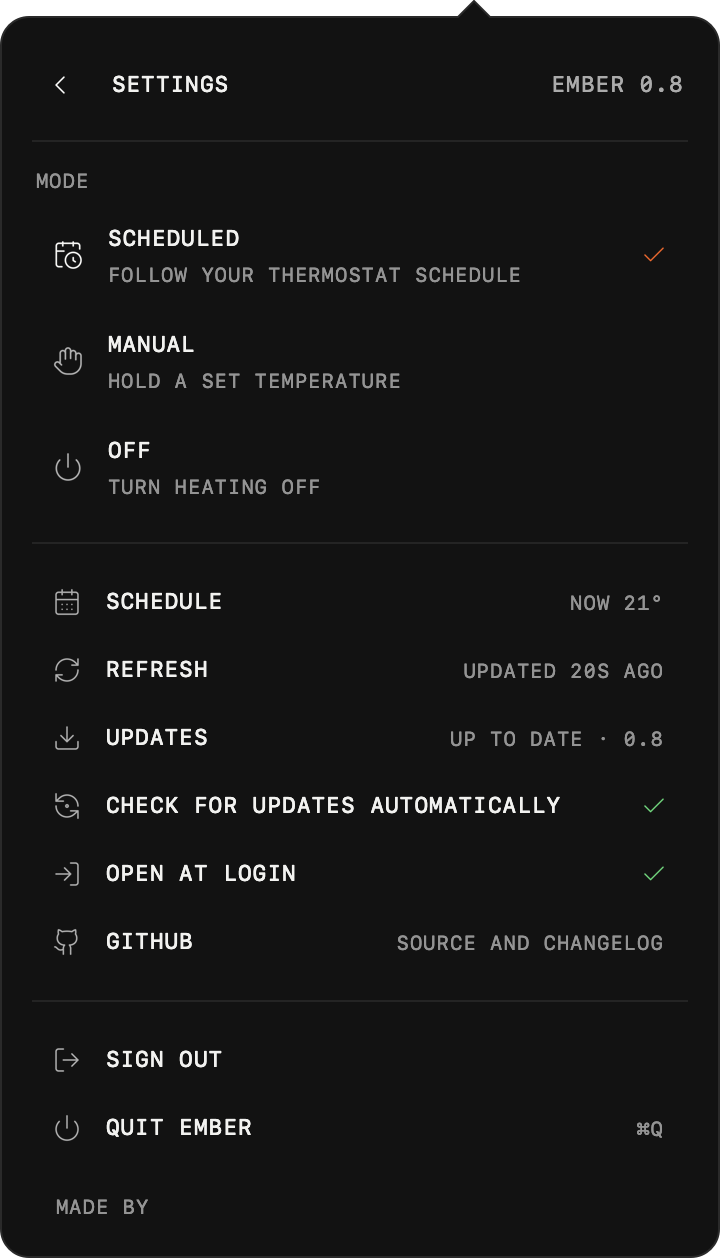 SETTINGS
EMBER 0.8
MODE
SCHEDULED
FOLLOW YOUR THERMOSTAT SCHEDULE
MANUAL
HOLD A SET TEMPERATURE
OFF
TURN HEATING OFF
SCHEDULE
NOW 21°
REFRESH
UPDATED 20S AGO
UPDATES
UP TO DATE · 0.8
CHECK FOR UPDATES AUTOMATICALLY
OPEN AT LOGIN
GITHUB
SOURCE AND CHANGELOG
SIGN OUT
QUIT EMBER
⌘Q
MADE BY